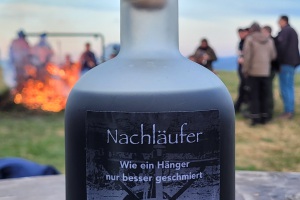 Nachläufer
Wie ein Hänger
nur besser geschmiert